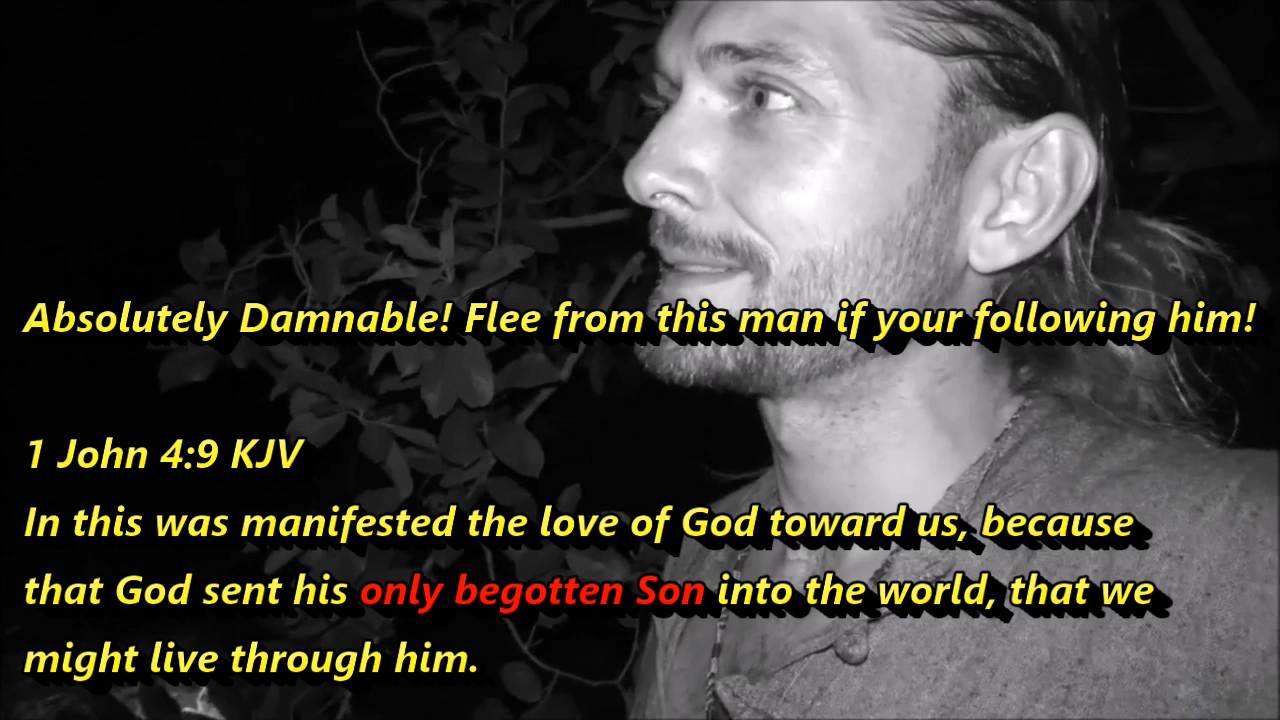 Absolutely Damnable! Flee from this man if your following him!
1 John 4:9 KJV
In this was manifested the love of God toward us, because
that God sent his only begotten Son into the world, that we
might live through him.